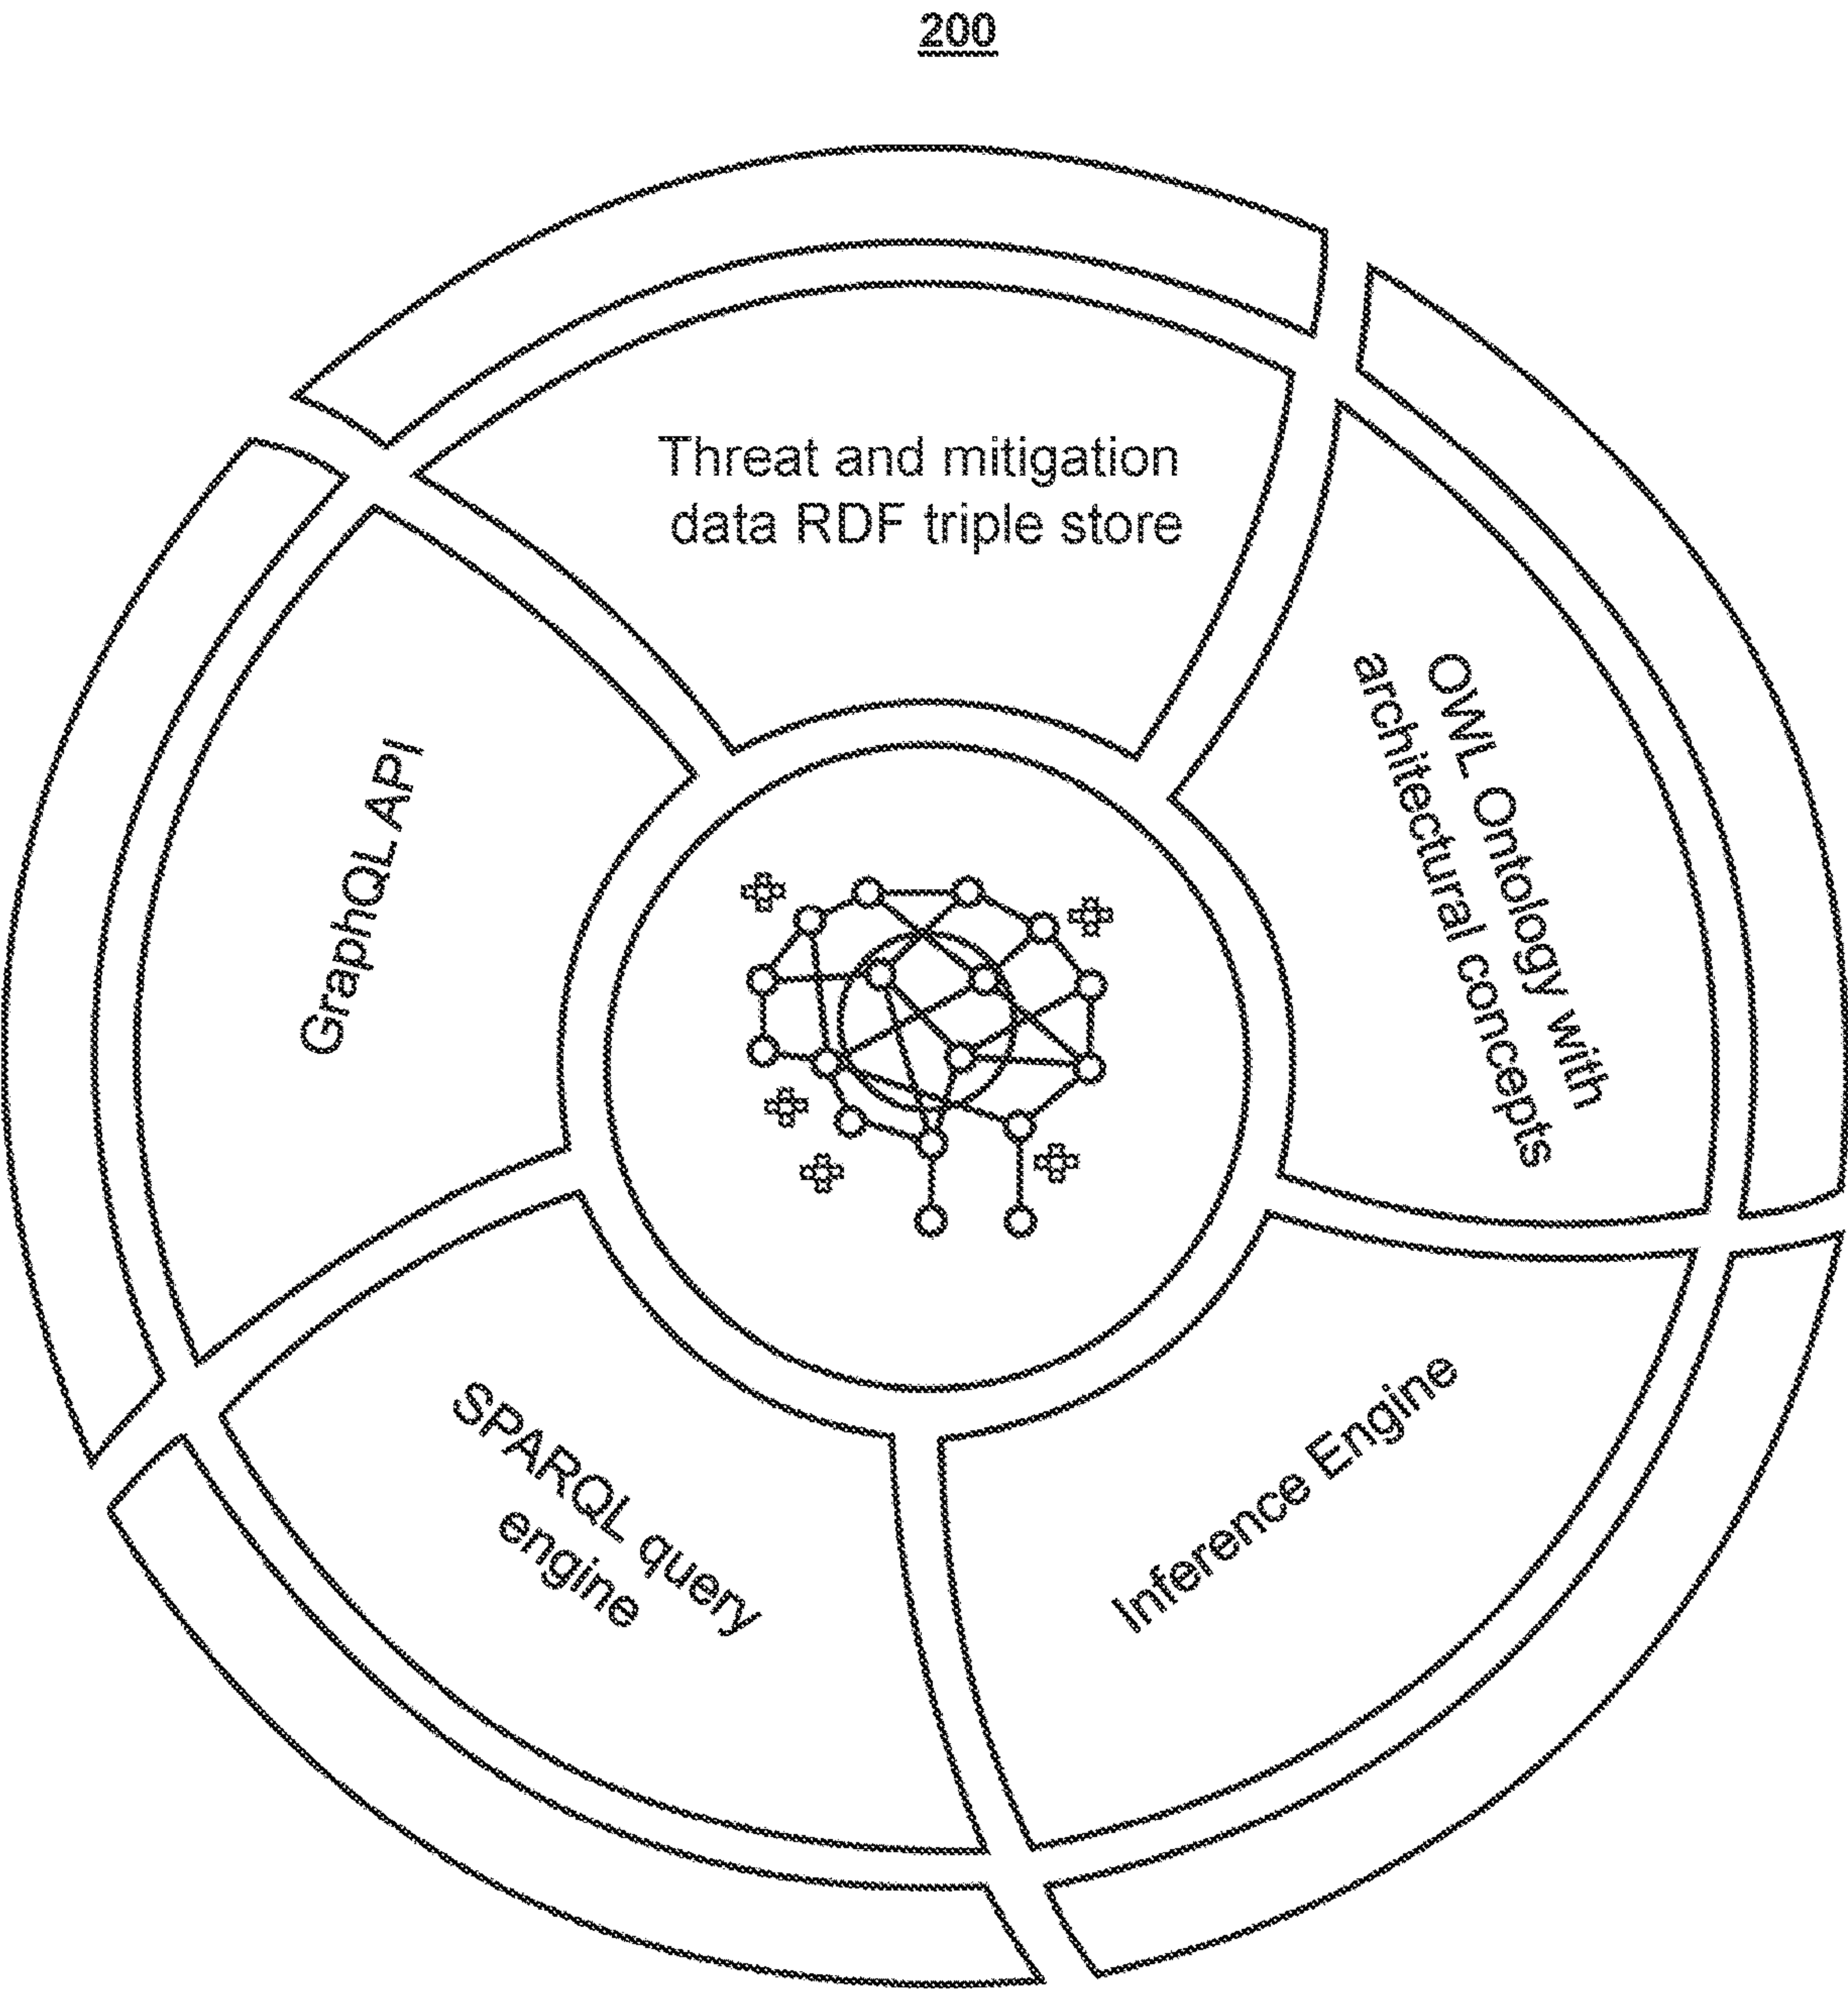 200
Threat and mitigation
data RDF triple store
OWL Ontology with
architectural concepts
Inference Engine
SPARQL query
engine
GraphQL API